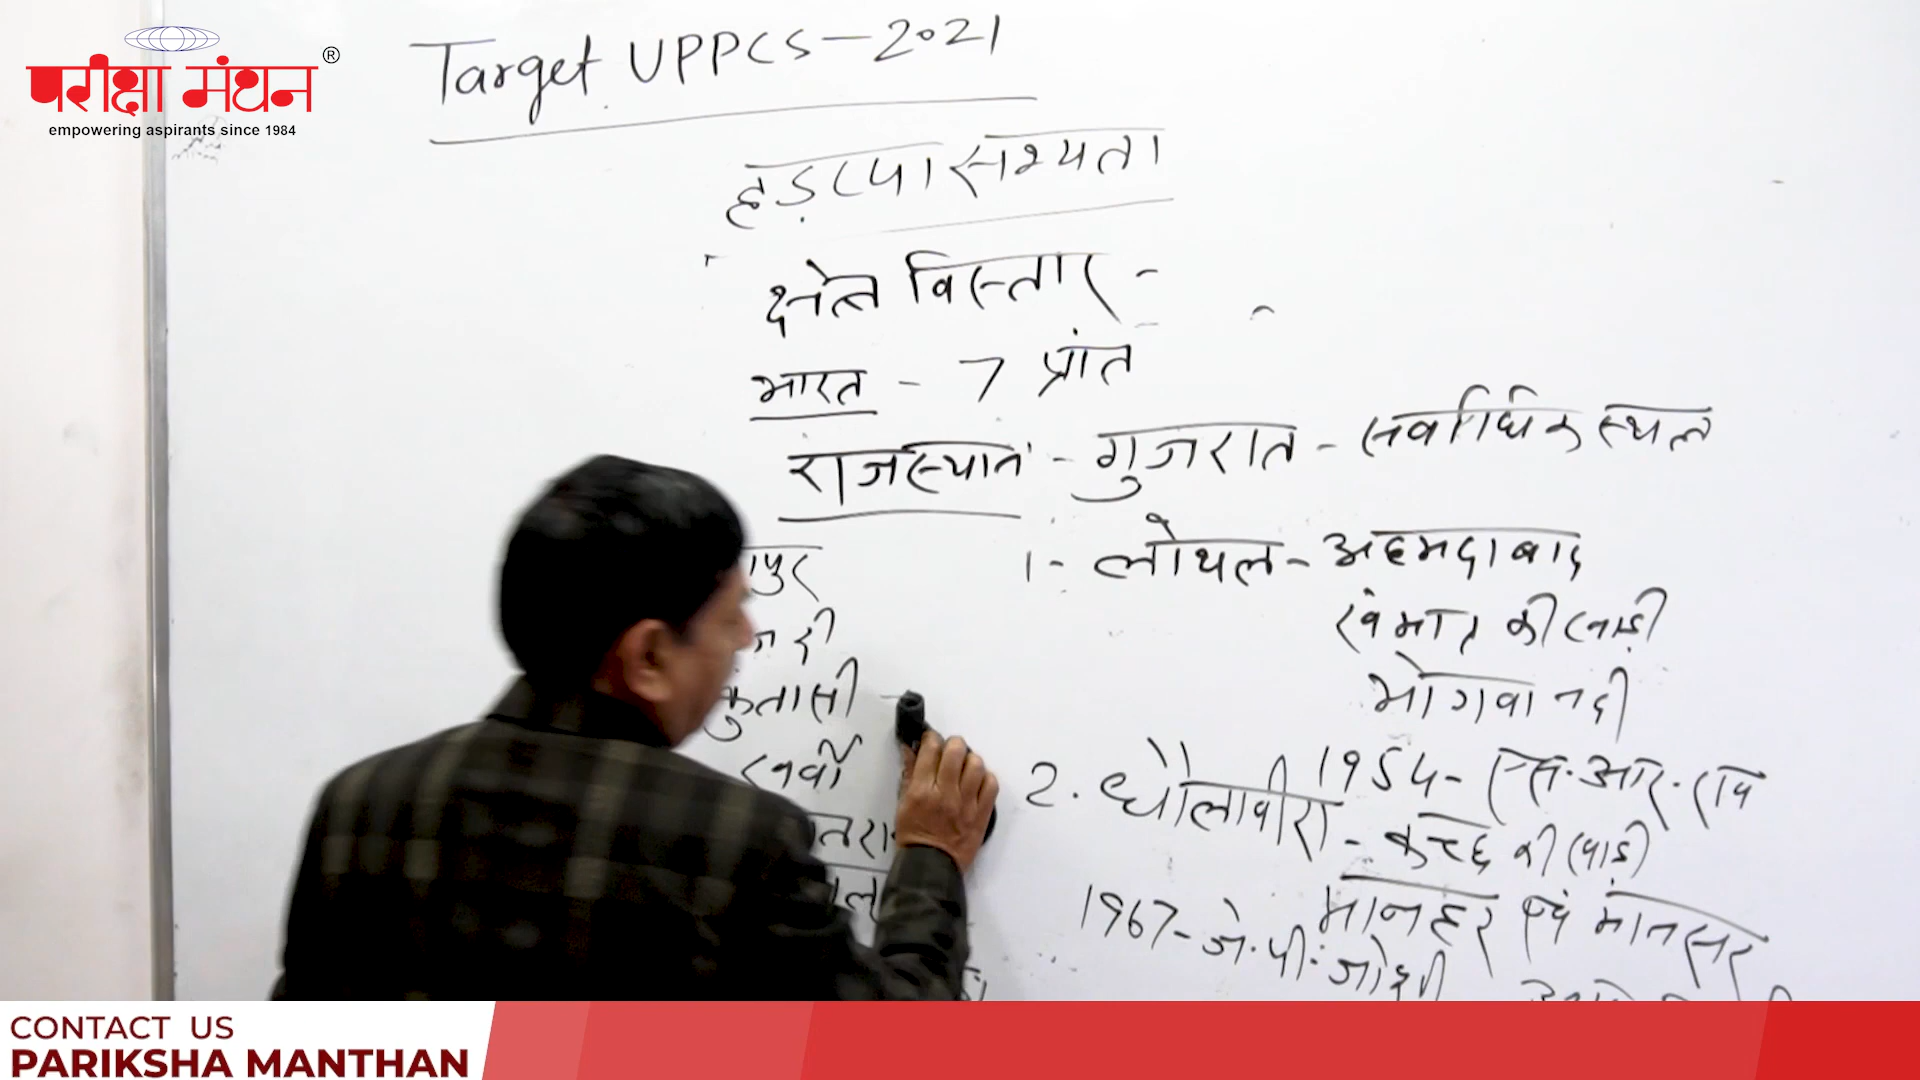 परीक्षा मंथन®
empowering aspirants since 1984
Target UPPCS-2021
हड़प्पा सभ्यता
क्षेत्र विस्तार -
भारत - 7 प्रांत
राजस्थान - गुजरात - सर्वाधिक स्थल
1- लोथल - अहमदाबाद
खंभात की खाड़ी
भोगवा नदी
1954- एस.आर.राव
2. धौलावीरा - कच्छ की खाड़ी
मानहर एवं मानसर
1967- जे.पी. जोशी
कुंतासी -
CONTACT US
PARIKSHA MANTHAN